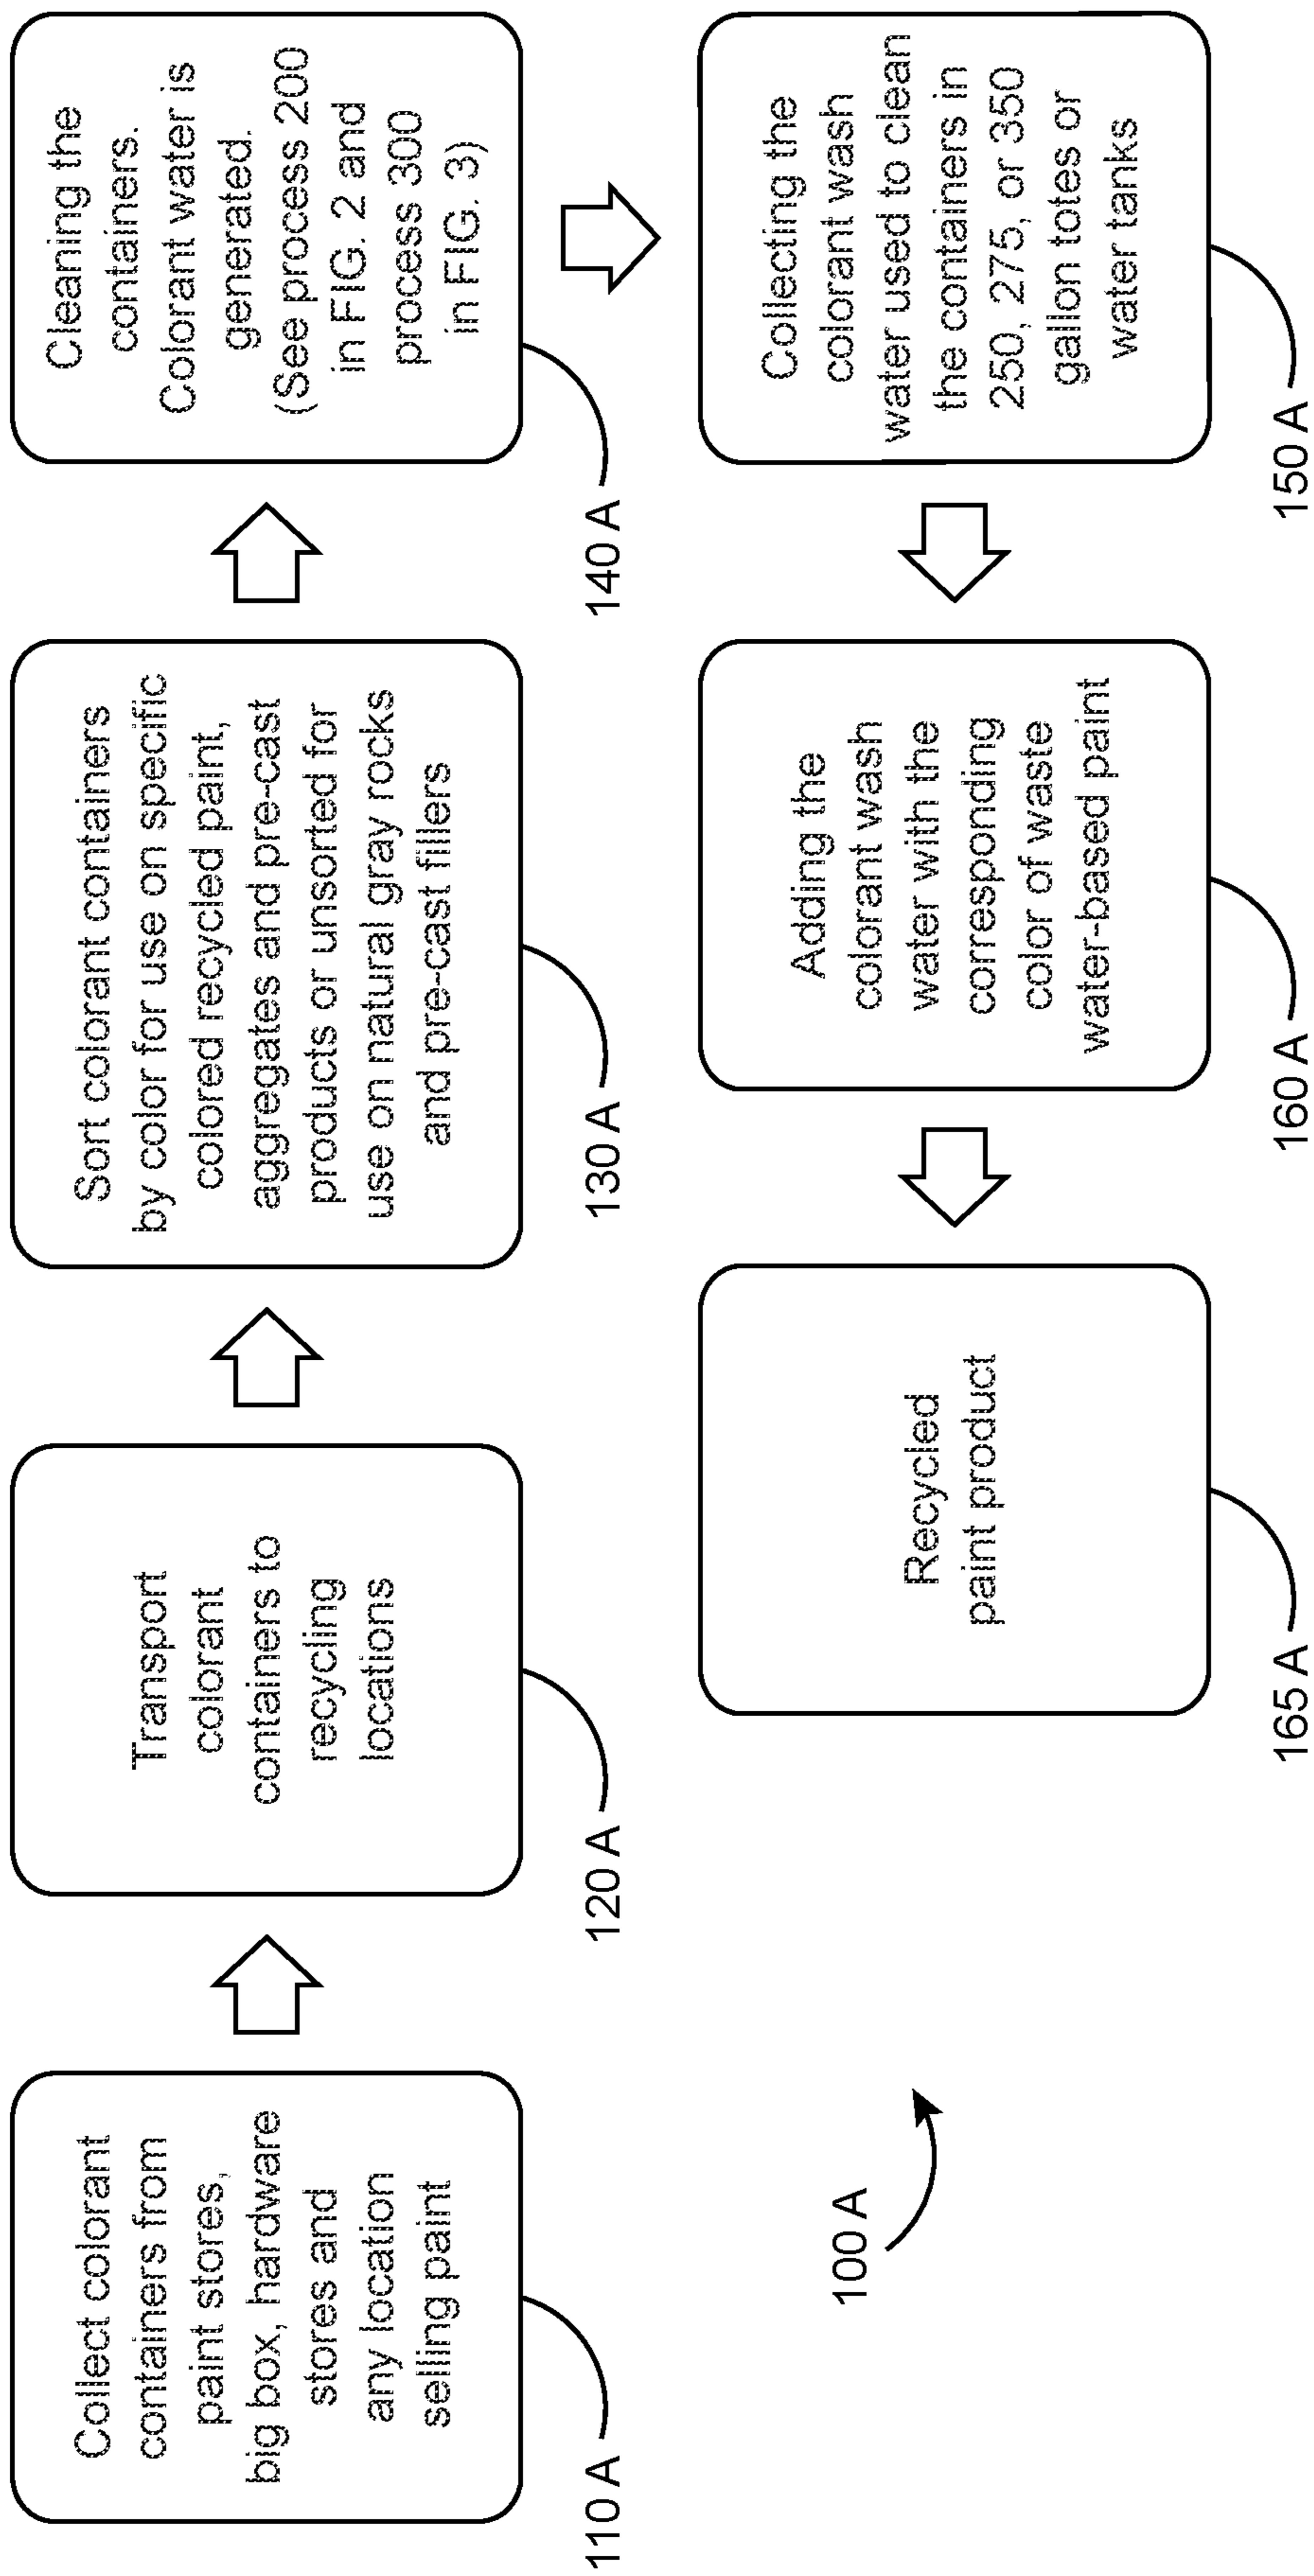 Collect colorant
containers from
paint stores,
big box, hardware
stores and
any location
selling paint
110 A
Transport
colorant
containers to
recycling
locations
120 A
Sort colorant containers
by color for use on specific
colored recycled paint,
aggregates and pre-cast
products or unsorted for
use on natural gray rocks
and pre-cast fillers
130 A
Cleaning the
containers.
Colorant water is
generated.
(See process 200
in FIG. 2 and
process 300
in FIG. 3)
140 A
Collecting the
colorant wash
water used to clean
the containers in
250, 275, or 350
gallon totes or
water tanks
150 A
Adding the
colorant wash
water with the
corresponding
color of waste
water-based paint
160 A
Recycled
paint product
165 A
100 A